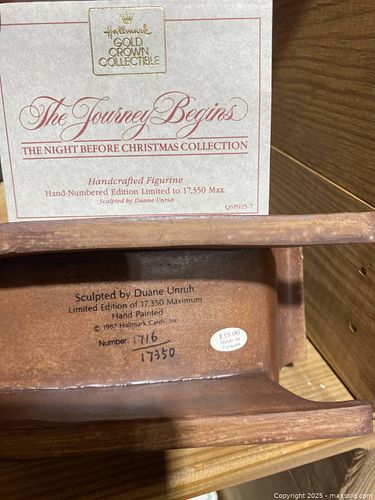 Hallmark
GOLD
CROWN
COLLECTIBLE
The Journey Begins
THE NIGHT BEFORE CHRISTMAS COLLECTION
Handcrafted Figurine
Hand-Numbered Edition Limited to 17,350 Max.
Sculpted by Duane Unruh
QSP925-7
Sculpted by Duane Unruh
Limited Edition of 17,350 Maximum
Hand Painted
© 1987 Hallmark Cards, Inc.
Number: 1716
17350
$35.00
Made in
Taiwan
Copyright 2025 - maxsold.com